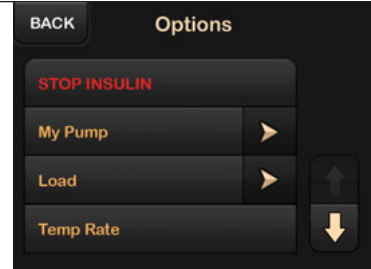 BACK
Options
STOP INSULIN
My Pump
Load
Temp Rate